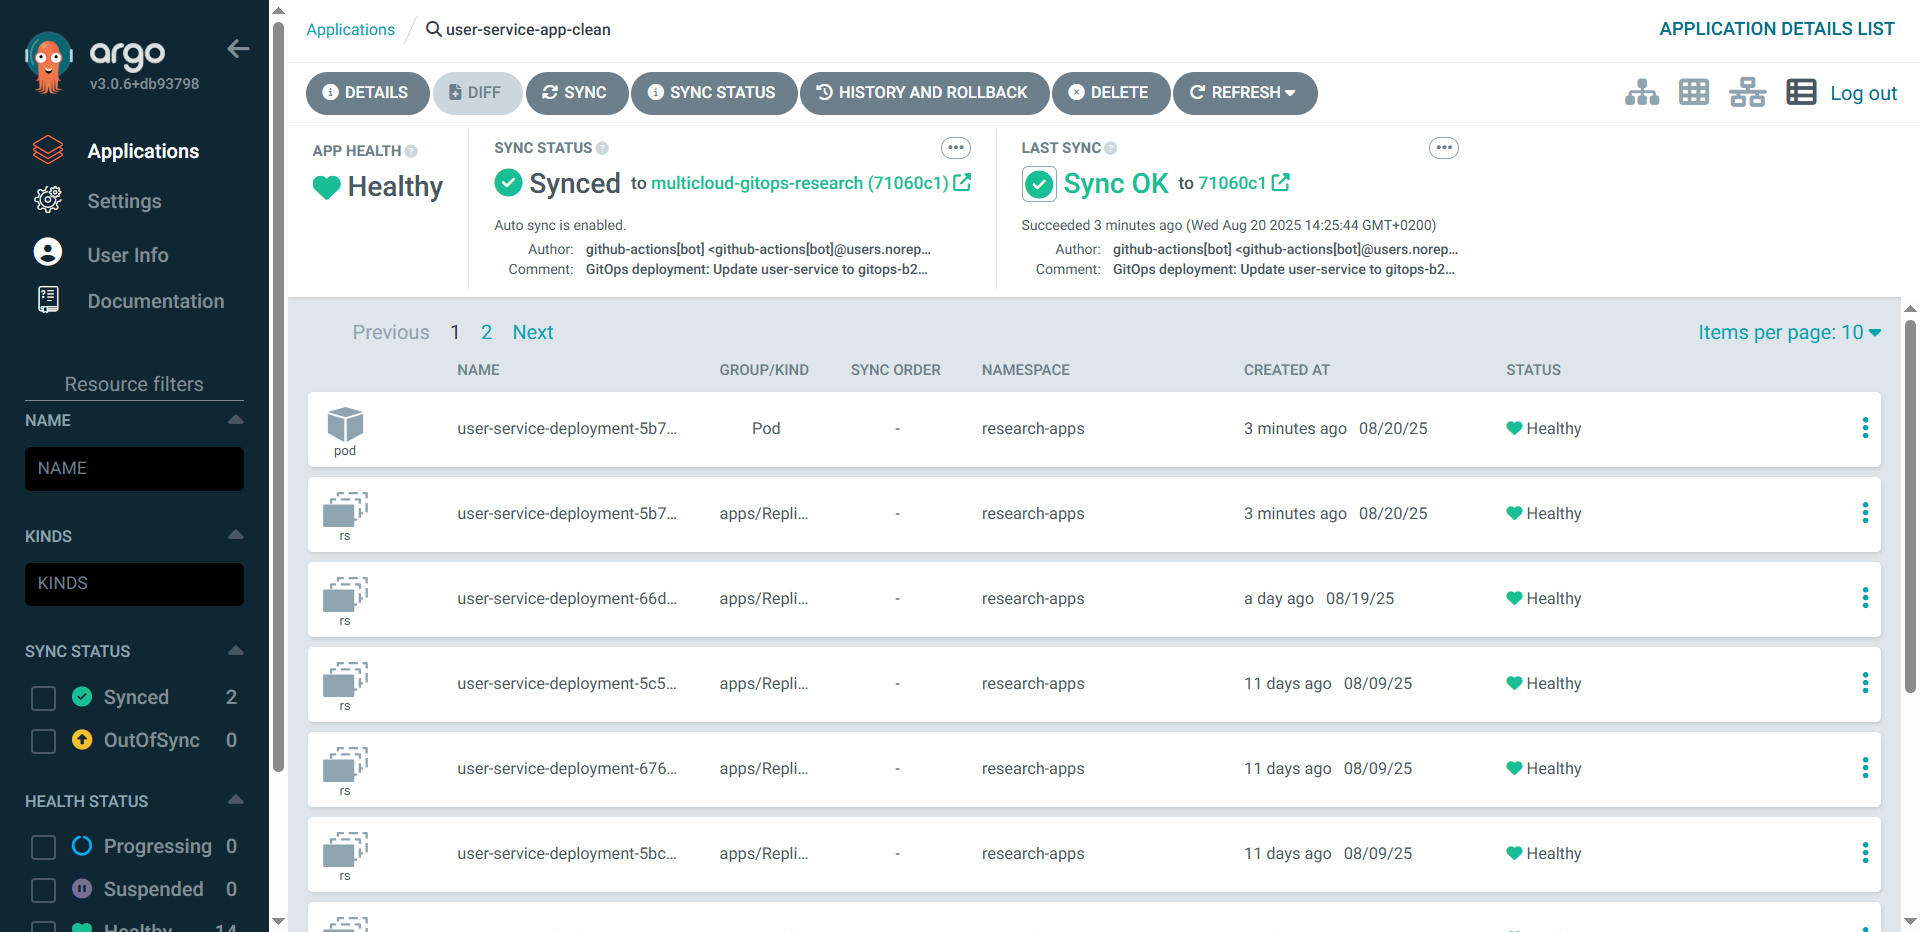 argo
v3.0.6+db93798
Applications
Settings
User Info
Documentation
Resource filters
NAME
NAME
KINDS
KINDS
SYNC STATUS
Synced 2
OutOfSync 0
HEALTH STATUS
Progressing 0
Suspended 0
Healthy 14
Applications / user-service-app-clean
APPLICATION DETAILS LIST
DETAILS DIFF SYNC SYNC STATUS HISTORY AND ROLLBACK DELETE REFRESH
Log out
APP HEALTH
Healthy
SYNC STATUS
Synced to multicloud-gitops-research (71060c1)
Auto sync is enabled.
Author: github-actions[bot] <github-actions[bot]@users.norep...
Comment: GitOps deployment: Update user-service to gitops-b2...
LAST SYNC
Sync OK to 71060c1
Succeeded 3 minutes ago (Wed Aug 20 2025 14:25:44 GMT+0200)
Author: github-actions[bot] <github-actions[bot]@users.norep...
Comment: GitOps deployment: Update user-service to gitops-b2...
Previous 1 2 Next
Items per page: 10
NAME GROUP/KIND SYNC ORDER NAMESPACE CREATED AT STATUS
pod user-service-deployment-5b7... Pod - research-apps 3 minutes ago 08/20/25 Healthy
rs user-service-deployment-5b7... apps/Repli... - research-apps 3 minutes ago 08/20/25 Healthy
rs user-service-deployment-66d... apps/Repli... - research-apps a day ago 08/19/25 Healthy
rs user-service-deployment-5c5... apps/Repli... - research-apps 11 days ago 08/09/25 Healthy
rs user-service-deployment-676... apps/Repli... - research-apps 11 days ago 08/09/25 Healthy
rs user-service-deployment-5bc... apps/Repli... - research-apps 11 days ago 08/09/25 Healthy